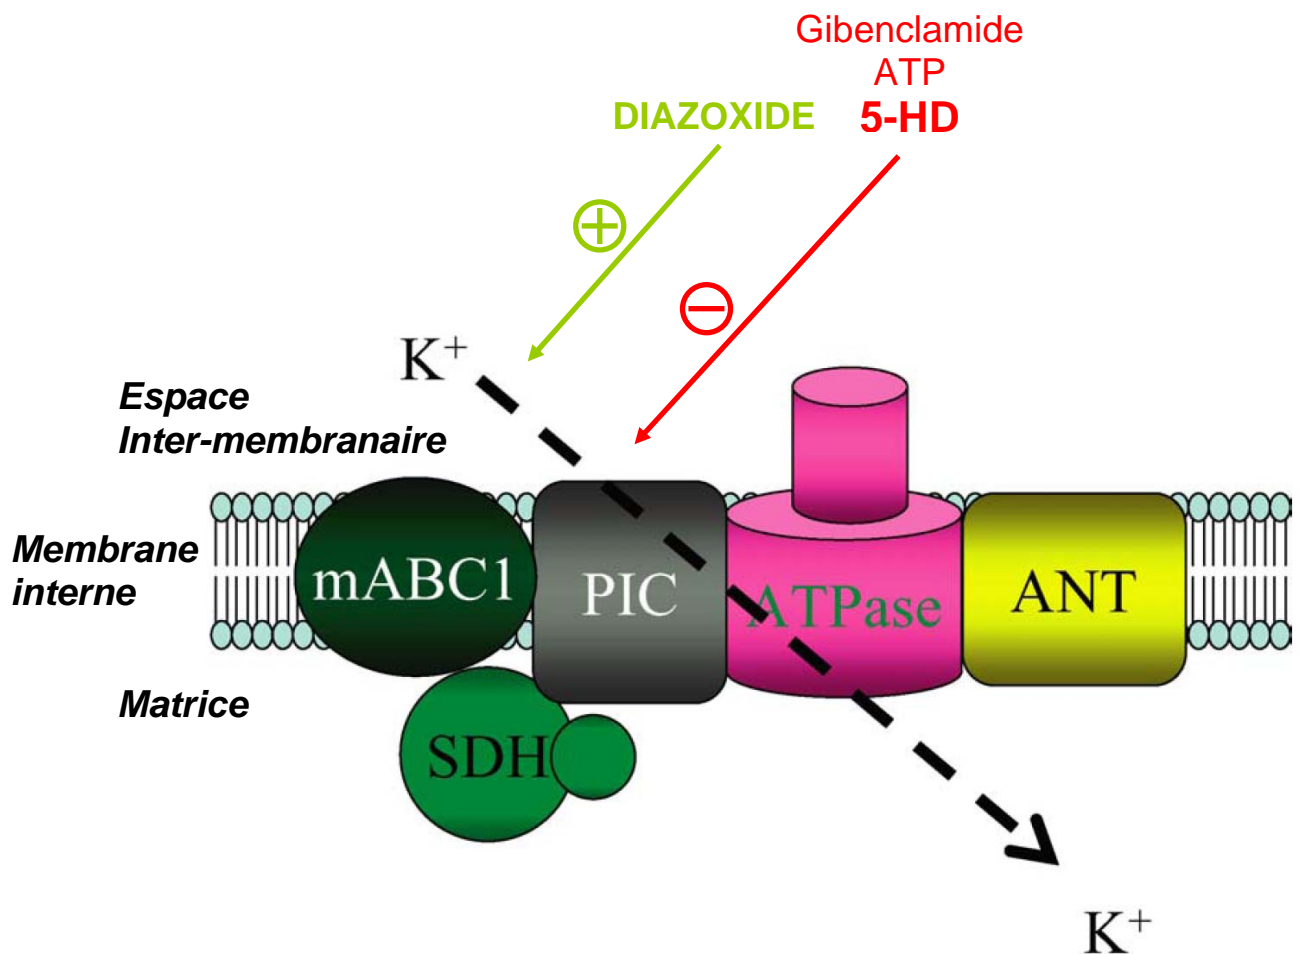 Gibenclamide
ATP
DIAZOXIDE 5-HD
+
−
K⁺
Espace
Inter-membranaire
Membrane
interne
mABC1 PIC ATPase ANT
Matrice
SDH
K⁺